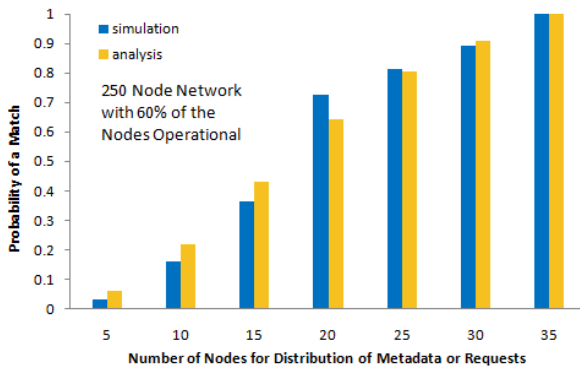 1
0.9
0.8
0.7
0.6
0.5
0.4
0.3
0.2
0.1
0
Probability of a Match
simulation
analysis
250 Node Network
with 60% of the
Nodes Operational
5 10 15 20 25 30 35
Number of Nodes for Distribution of Metadata or Requests